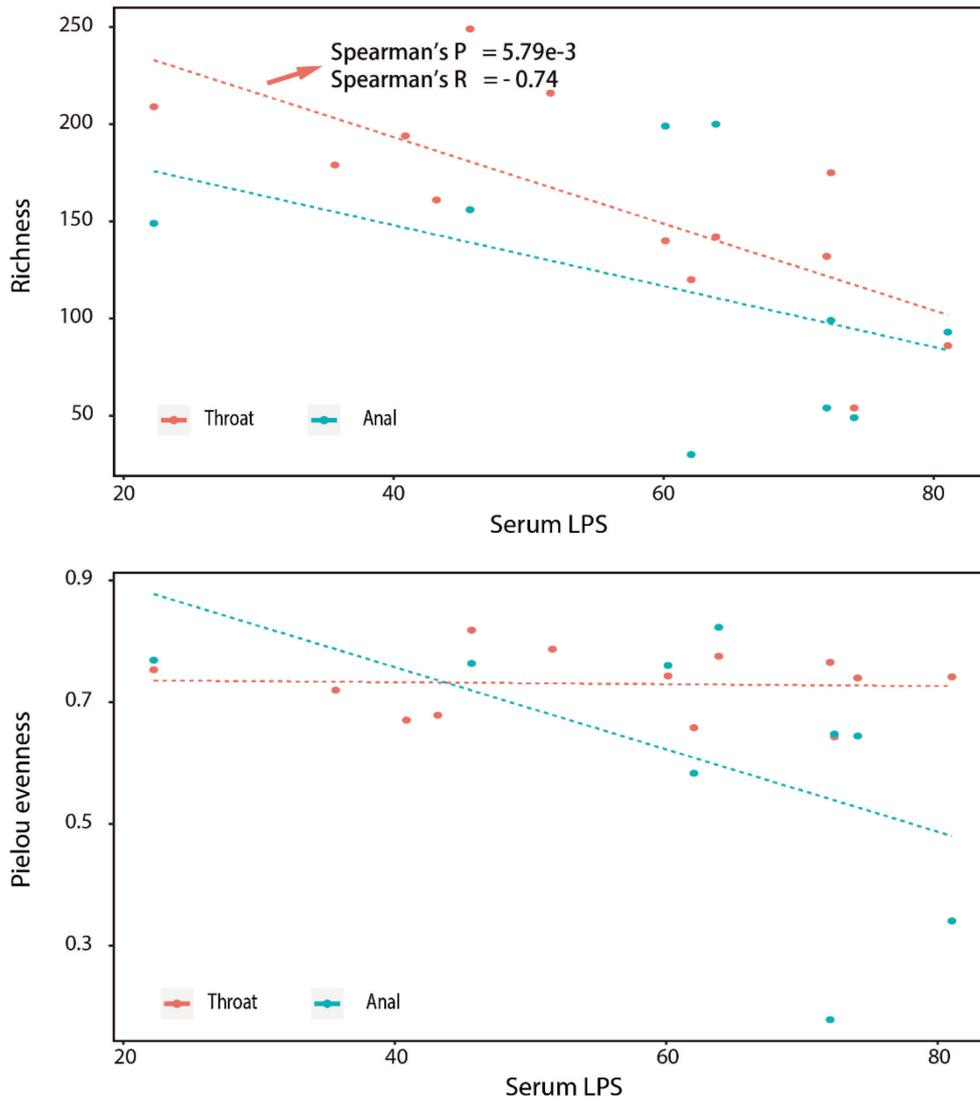 250
Spearman's P = 5.79e-3
Spearman's R = - 0.74
200
150
100
50
Richness
Throat Anal
20 40 60 80
Serum LPS
0.9
0.7
0.5
0.3
Pielou evenness
Throat Anal
20 40 60 80
Serum LPS